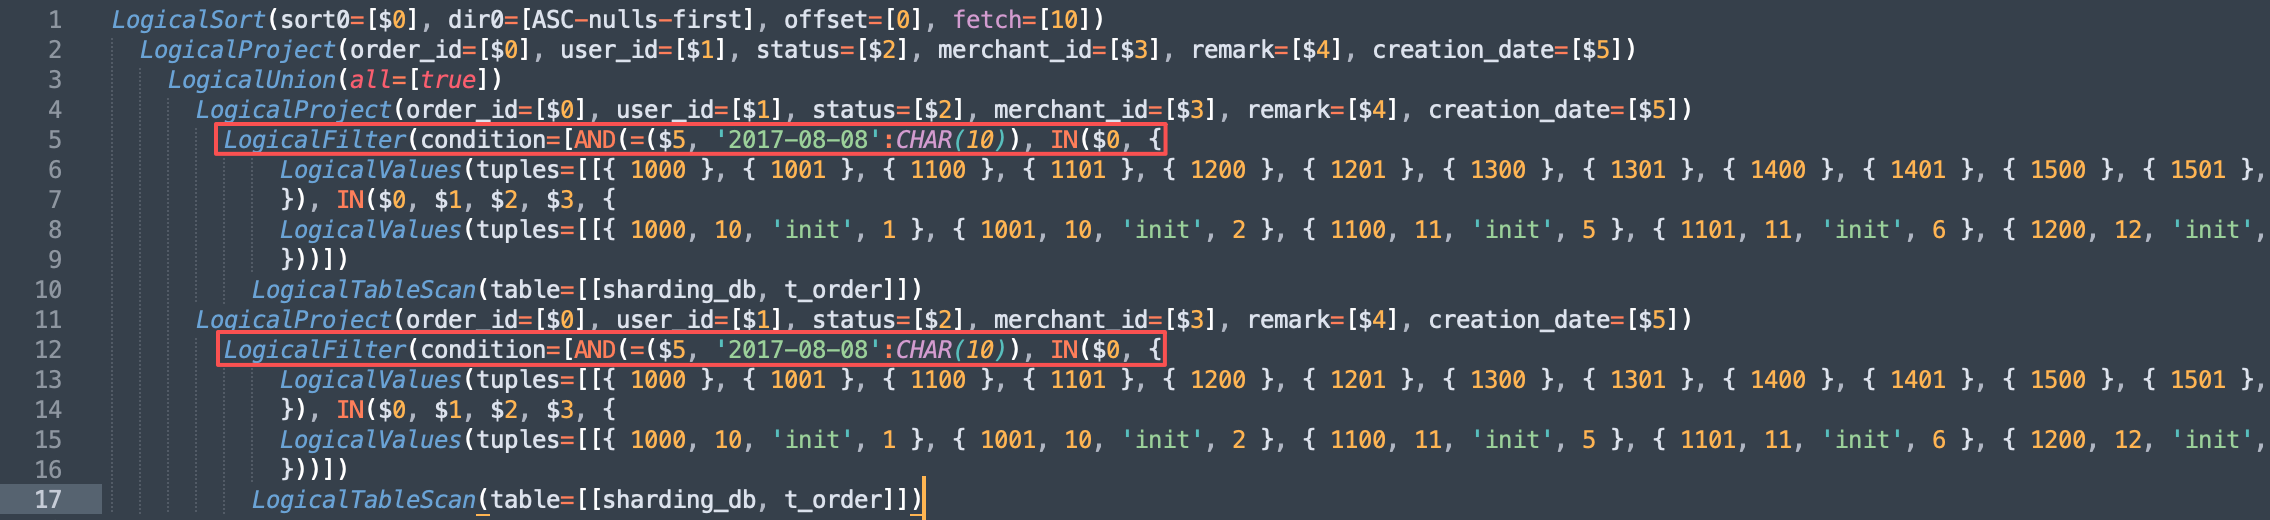 1 LogicalSort(sort0=[$0], dir0=[ASC-nulls-first], offset=[0], fetch=[10])
2 LogicalProject(order_id=[$0], user_id=[$1], status=[$2], merchant_id=[$3], remark=[$4], creation_date=[$5])
3 LogicalUnion(all=[true])
4 LogicalProject(order_id=[$0], user_id=[$1], status=[$2], merchant_id=[$3], remark=[$4], creation_date=[$5])
5 LogicalFilter(condition=[AND(=($5, '2017-08-08':CHAR(10)), IN($0, {
6 LogicalValues(tuples=[[{ 1000 }, { 1001 }, { 1100 }, { 1101 }, { 1200 }, { 1201 }, { 1300 }, { 1301 }, { 1400 }, { 1401 }, { 1500 }, { 1501 },
7 }), IN($0, $1, $2, $3, {
8 LogicalValues(tuples=[[{ 1000, 10, 'init', 1 }, { 1001, 10, 'init', 2 }, { 1100, 11, 'init', 5 }, { 1101, 11, 'init', 6 }, { 1200, 12, 'init',
9 }))])
10 LogicalTableScan(table=[[sharding_db, t_order]])
11 LogicalProject(order_id=[$0], user_id=[$1], status=[$2], merchant_id=[$3], remark=[$4], creation_date=[$5])
12 LogicalFilter(condition=[AND(=($5, '2017-08-08':CHAR(10)), IN($0, {
13 LogicalValues(tuples=[[{ 1000 }, { 1001 }, { 1100 }, { 1101 }, { 1200 }, { 1201 }, { 1300 }, { 1301 }, { 1400 }, { 1401 }, { 1500 }, { 1501 },
14 }), IN($0, $1, $2, $3, {
15 LogicalValues(tuples=[[{ 1000, 10, 'init', 1 }, { 1001, 10, 'init', 2 }, { 1100, 11, 'init', 5 }, { 1101, 11, 'init', 6 }, { 1200, 12, 'init',
16 }))])
17 LogicalTableScan(table=[[sharding_db, t_order]])